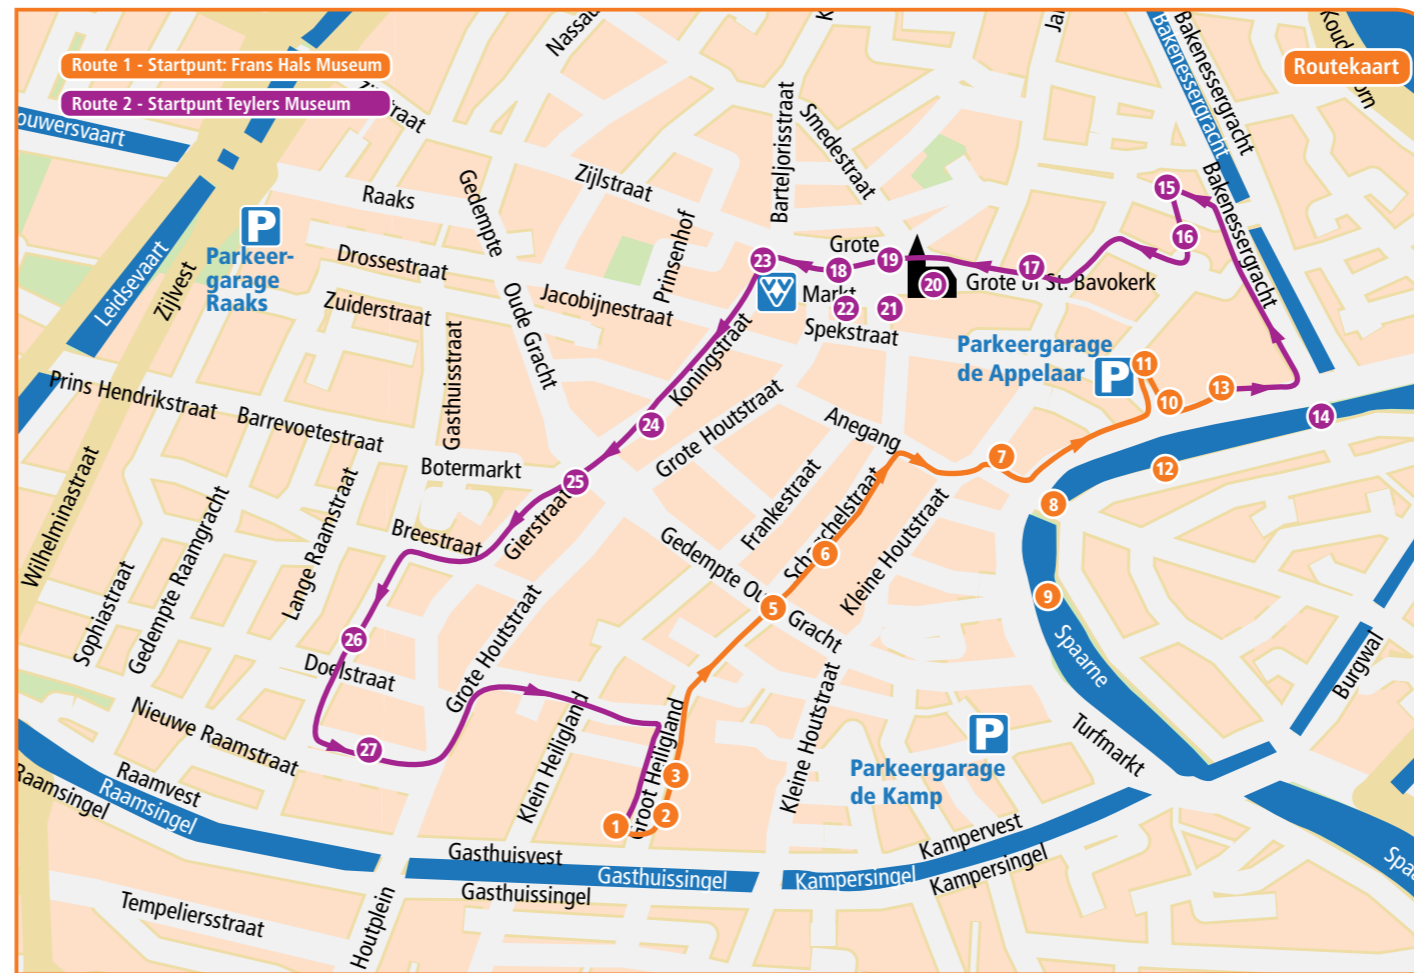 Route 1 - Startpunt: Frans Hals Museum
Route 2 - Startpunt Teylers Museum
Routekaart
Bakenessergracht
Bakenessergracht
Bakenessergracht
Raaks
Gedempte
Oude Gracht
Zijlstraat
Prinsenhof
Barteljorisstraat
Smedestraat
Leidsevaart
Zijlvest
P
Parkeer-
garage
Raaks
Drossestraat
Zuiderstraat
Jacobijnestraat
Grote
Markt
Grote of St. Bavokerk
Spekstraat
Koningstraat
Parkeergarage
de Appelaar
P
Prins Hendrikstraat
Barrevoetestraat
Gasthuisstraat
Botermarkt
Grote Houtstraat
Anegang
Frankestraat
Kleine Houtstraat
Wilhelminastraat
Sophiastraat
Gedempte Raamgracht
Lange Raamstraat
Breestraat
Gierstraat
Gracht
Doelstraat
Grote Houtstraat
Klein Heiligland
Groot Heiligland
Kleine Houtstraat
Spaarne
Burgwal
Turfmarkt
P
Parkeergarage
de Kamp
Nieuwe Raamstraat
Raamvest
Raamsingel
Raamsingel
Gasthuisvest
Gasthuissingel
Gasthuissingel
Kampervest
Kampersingel
Kampersingel
Tempeliersstraat
Houtplein
1
2
3
5
6
7
8
9
10
11
12
13
14
15
16
17
18
19
20
21
22
23
24
25
26
27